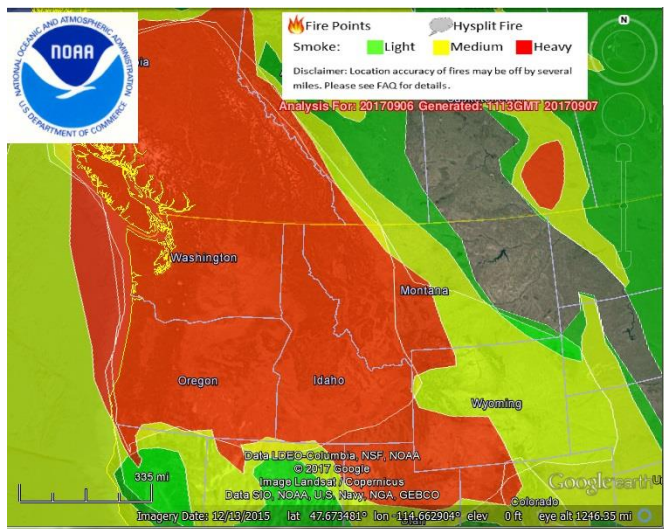 NATIONAL OCEANIC AND ATMOSPHERIC ADMINISTRATION
NOAA
U.S. DEPARTMENT OF COMMERCE
Fire Points Hysplit Fire
Smoke: Light Medium Heavy
Disclaimer: Location accuracy of fires may be off by several
miles. Please see FAQ for details.
Analysis For: 20170906 Generated: 1113GMT 20170907
N
Washington
Montana
Oregon
Idaho
Wyoming
Data LDEO-Columbia, NSF, NOAA
© 2017 Google
Image Landsat / Copernicus
Data SIO, NOAA, U.S. Navy, NGA, GEBCO
335 mi
Google earth
Colorado
Imagery Date: 12/13/2015 lat 47.673481° lon -114.662904° elev 0 ft eye alt 1246.35 mi